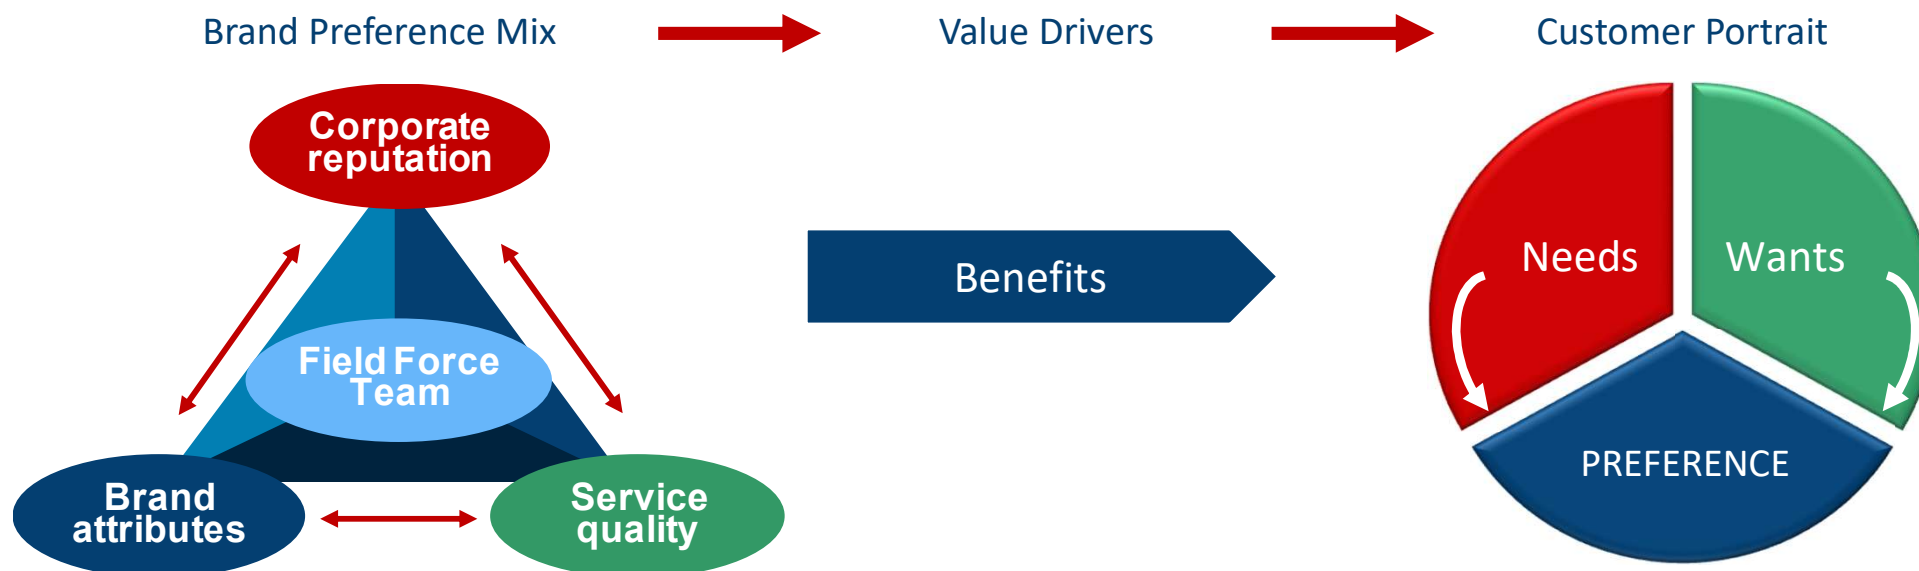 Brand Preference Mix
Value Drivers
Customer Portrait
Corporate
reputation
Field Force
Team
Brand
attributes
Service
quality
Benefits
Needs
Wants
PREFERENCE